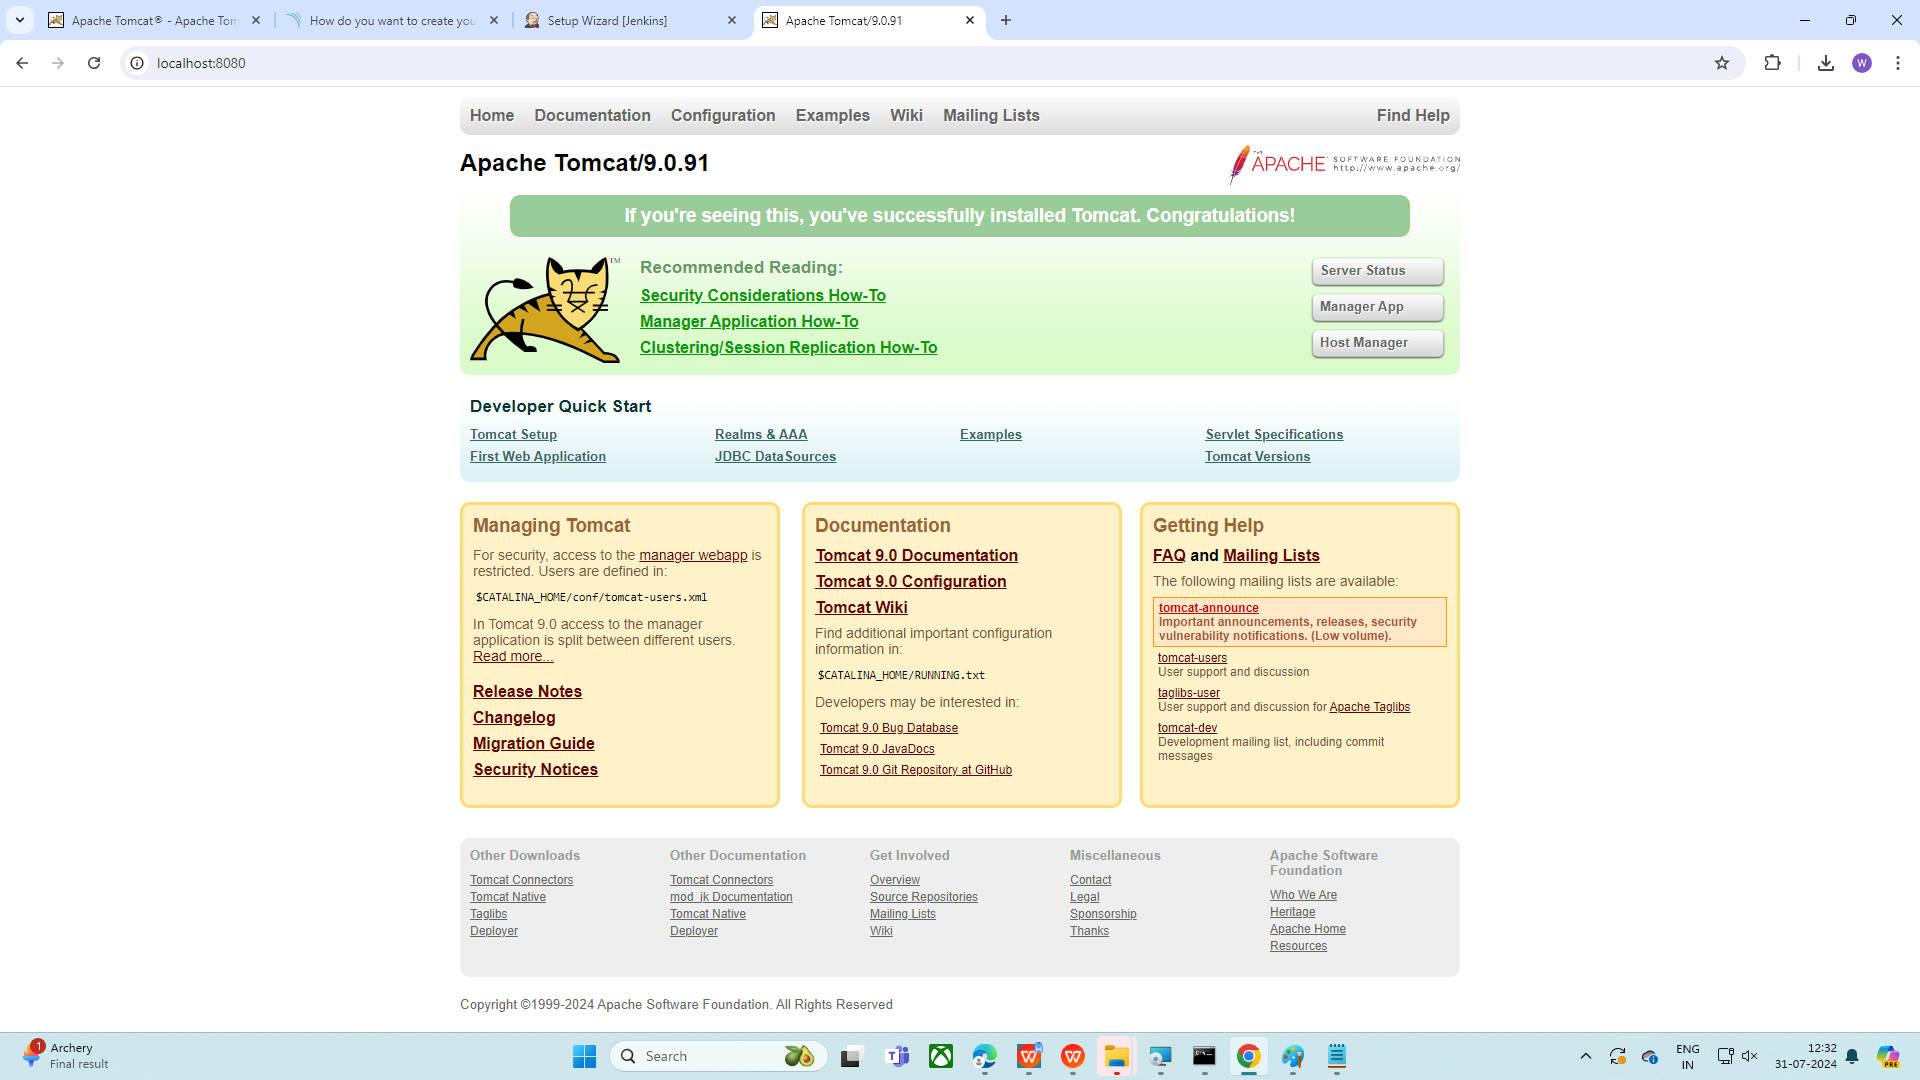 Apache Tomcat® - Apache Tom
How do you want to create you
Setup Wizard [Jenkins]
Apache Tomcat/9.0.91
localhost:8080
W
Home Documentation Configuration Examples Wiki Mailing Lists Find Help
Apache Tomcat/9.0.91
THE APACHE SOFTWARE FOUNDATION
http://www.apache.org/
If you're seeing this, you've successfully installed Tomcat. Congratulations!
TM
Recommended Reading:
Security Considerations How-To
Manager Application How-To
Clustering/Session Replication How-To
Server Status
Manager App
Host Manager
Developer Quick Start
Tomcat Setup
First Web Application
Realms & AAA
JDBC DataSources
Examples
Servlet Specifications
Tomcat Versions
Managing Tomcat
For security, access to the manager webapp is
restricted. Users are defined in:
$CATALINA_HOME/conf/tomcat-users.xml
In Tomcat 9.0 access to the manager
application is split between different users.
Read more...
Release Notes
Changelog
Migration Guide
Security Notices
Documentation
Tomcat 9.0 Documentation
Tomcat 9.0 Configuration
Tomcat Wiki
Find additional important configuration
information in:
$CATALINA_HOME/RUNNING.txt
Developers may be interested in:
Tomcat 9.0 Bug Database
Tomcat 9.0 JavaDocs
Tomcat 9.0 Git Repository at GitHub
Getting Help
FAQ and Mailing Lists
The following mailing lists are available:
tomcat-announce
Important announcements, releases, security
vulnerability notifications. (Low volume).
tomcat-users
User support and discussion
taglibs-user
User support and discussion for Apache Taglibs
tomcat-dev
Development mailing list, including commit
messages
Other Downloads
Tomcat Connectors
Tomcat Native
Taglibs
Deployer
Other Documentation
Tomcat Connectors
mod_jk Documentation
Tomcat Native
Deployer
Get Involved
Overview
Source Repositories
Mailing Lists
Wiki
Miscellaneous
Contact
Legal
Sponsorship
Thanks
Apache Software
Foundation
Who We Are
Heritage
Apache Home
Resources
Copyright ©1999-2024 Apache Software Foundation. All Rights Reserved
1
Archery
Final result
Search
ENG
IN
12:32
31-07-2024
PRE